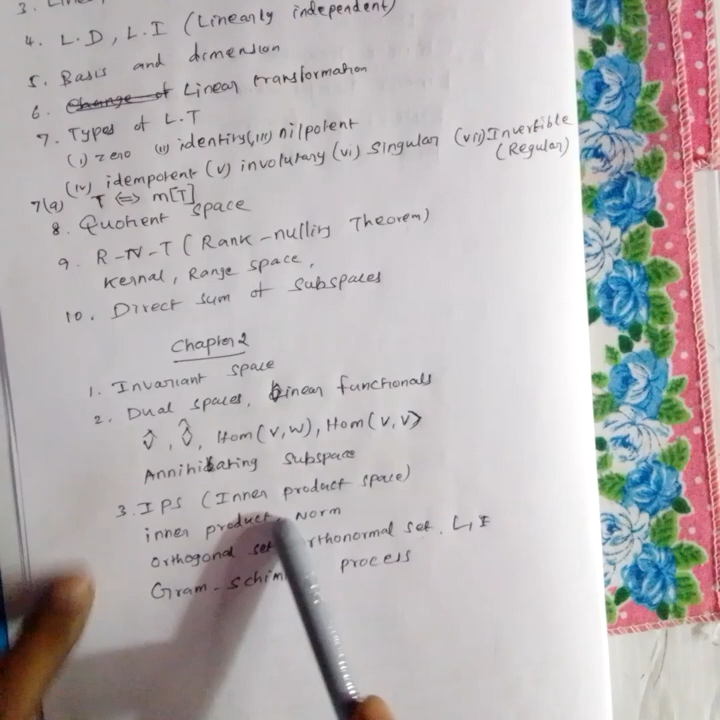 3. Linea
4. L.D, L.I (Linearly independent)
5. Basis and dimension
6. Change of Linear transformation
7. Types of L.T
(i) zero (ii) identity, (iii) nilpotent
(iv) idempotent (v) involutary (vi) Singular (vii) Invertible
(Regular)
7(a) T ⇔ m[T]
8. Quotient space
9. R-N-T (Rank-nullity Theorem)
Kernal, Range space,
10. Direct sum of subspaces
Chapter 2
1. Invariant space
2. Dual spaces, Linear functionals
Hom(V,W), Hom(V,V)
Annihilating subspace
3. IPS (Inner product space)
inner product, Norm
Orthogonal set orthonormal set. L,I
Gram-Schim process